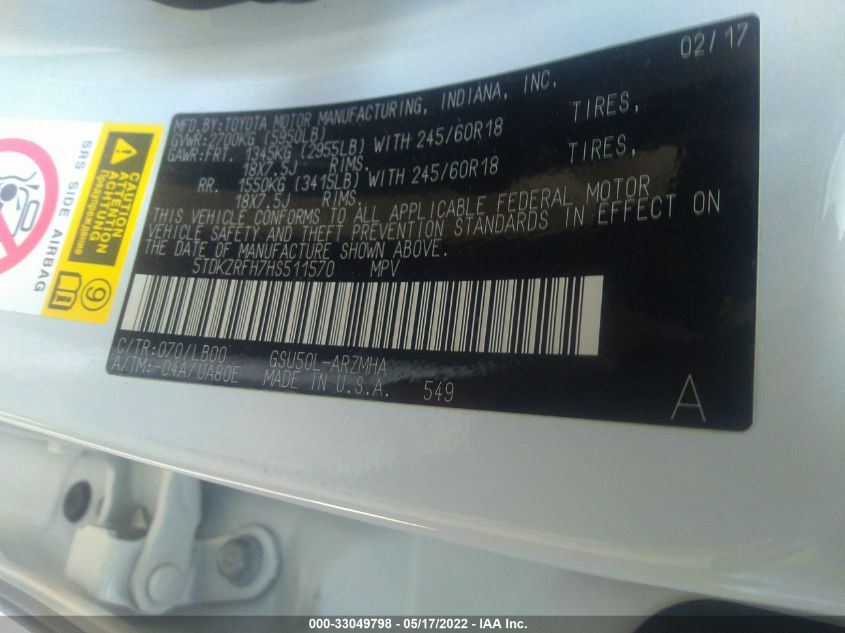 02/17
MFD.BY:TOYOTA MOTOR MANUFACTURING, INDIANA, INC.
GVWR:2700KG (5950LB)
GAWR:FRT. 1345KG (2955LB) WITH 245/60R18 TIRES,
18X7.5J RIMS.
RR. 1550KG (3415LB) WITH 245/60R18 TIRES,
18X7.5J RIMS.
THIS VEHICLE CONFORMS TO ALL APPLICABLE FEDERAL MOTOR
VEHICLE SAFETY AND THEFT PREVENTION STANDARDS IN EFFECT ON
THE DATE OF MANUFACTURE SHOWN ABOVE.
5TDKZRFH7HS511570 MPV
C/TR:070/LB00 GSU50L-ARZMHA
A/TM:-04A/UA80E MADE IN U.S.A. 549
A
SRS SIDE AIRBAG
CAUTION
ATTENTION
ACHTUNG
Предупреждение
9
000-33049798 - 05/17/2022 - IAA Inc.